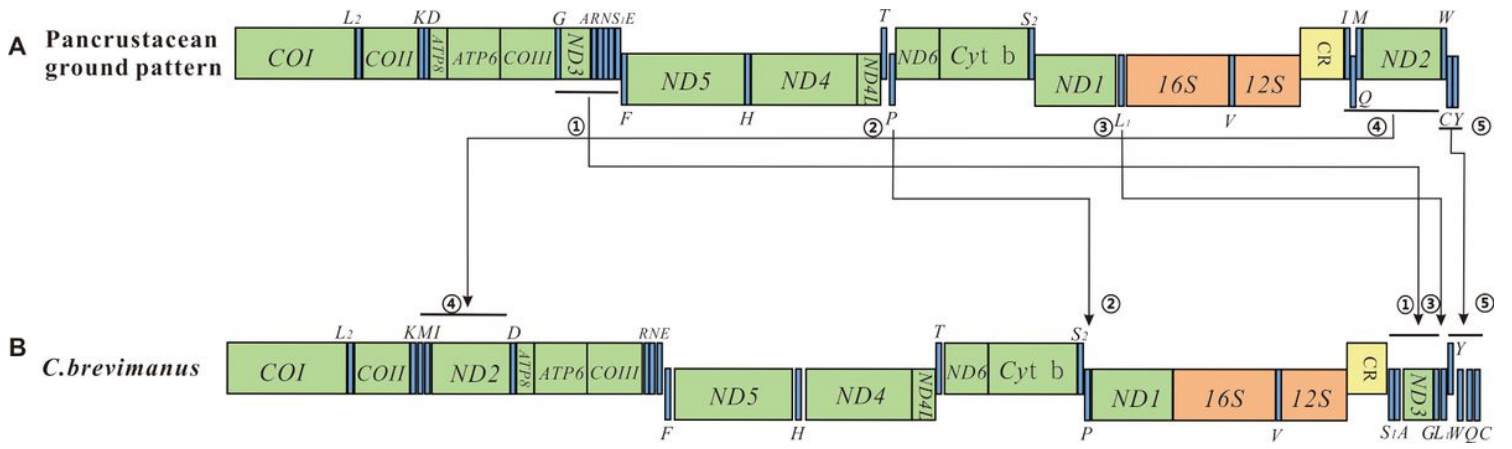 L2 KD G ARNS1E T S2 I M W
A Pancrustacean ground pattern
COI COII ATP8 ATP6 COIII ND3 ND5 ND4 ND4L ND6 Cyt b ND1 16S 12S CR ND2
F H P L1 V Q CY
① ② ③ ④ ⑤
④ ② ① ③ ⑤
L2 KMI D RNE T S2 Y
B C.brevimanus
COI COII ND2 ATP8 ATP6 COIII ND5 ND4 ND4L ND6 Cyt b ND1 16S 12S CR ND3
F H P V S1A GL1WQC